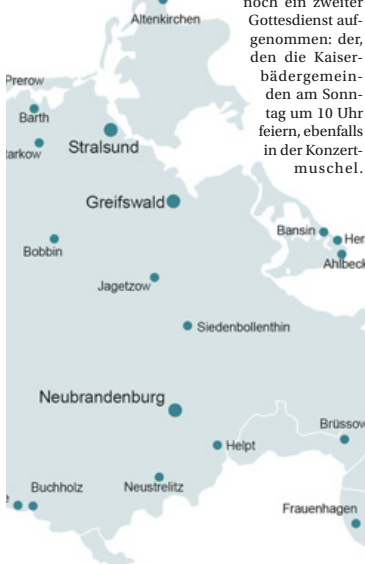 noch ein zweiter
Gottesdienst auf-
genommen: der,
den die Kaiser-
bädergemein-
den am Sonn-
tag um 10 Uhr
feiern, ebenfalls
in der Konzert-
muschel.
Altenkirchen
Prerow
Barth
Stralsund
Greifswald
Bansin
Her
Ahlbeck
Bobbin
Jagetzow
Siedenbollenthin
Neubrandenburg
Brüssow
Helpt
Buchholz
Neustrelitz
Frauenhagen